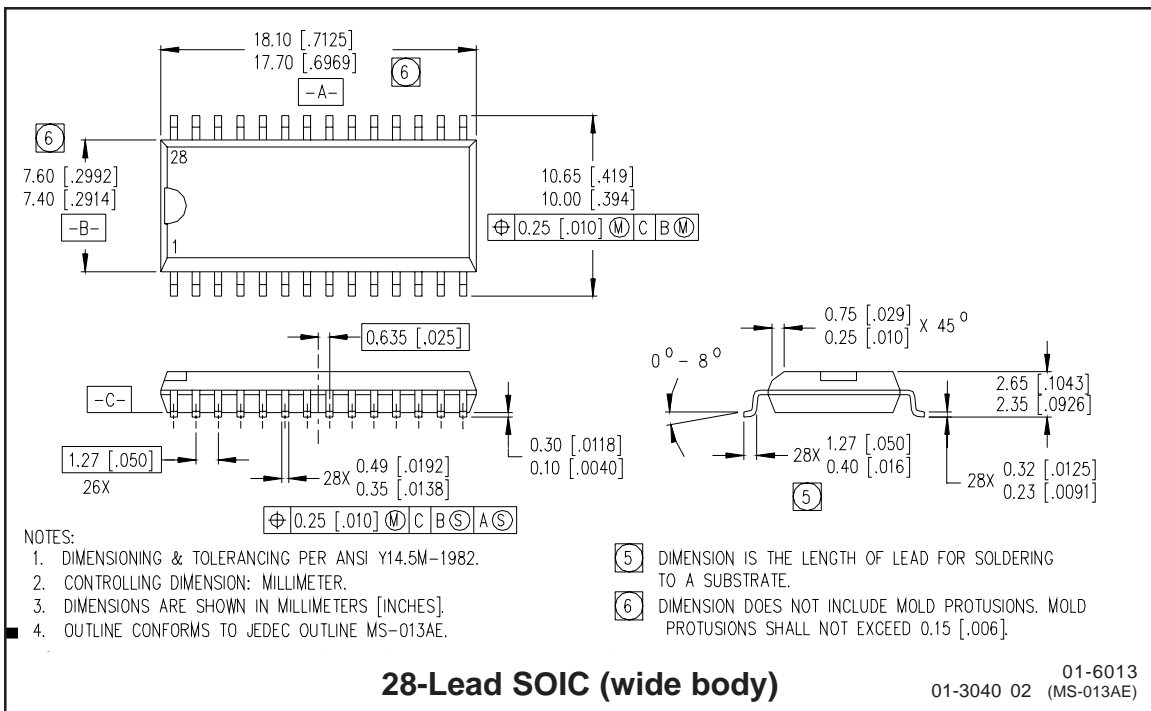 18.10 [.7125]
17.70 [.6969]
6
-A-
6
28
7.60 [.2992]
7.40 [.2914]
-B-
1
10.65 [.419]
10.00 [.394]
⌖ 0.25 [.010] Ⓜ C B Ⓜ
0.635 [.025]
-C-
1.27 [.050]
26X
28X 0.49 [.0192]
0.35 [.0138]
0.30 [.0118]
0.10 [.0040]
⌖ 0.25 [.010] Ⓜ C B Ⓢ A Ⓢ
0.75 [.029]
0.25 [.010] X 45°
0° - 8°
2.65 [.1043]
2.35 [.0926]
28X 1.27 [.050]
0.40 [.016]
5
28X 0.32 [.0125]
0.23 [.0091]
NOTES:
1. DIMENSIONING & TOLERANCING PER ANSI Y14.5M-1982.
2. CONTROLLING DIMENSION: MILLIMETER.
3. DIMENSIONS ARE SHOWN IN MILLIMETERS [INCHES].
4. OUTLINE CONFORMS TO JEDEC OUTLINE MS-013AE.
5 DIMENSION IS THE LENGTH OF LEAD FOR SOLDERING
TO A SUBSTRATE.
6 DIMENSION DOES NOT INCLUDE MOLD PROTUSIONS. MOLD
PROTUSIONS SHALL NOT EXCEED 0.15 [.006].
28-Lead SOIC (wide body)
01-6013
01-3040 02 (MS-013AE)